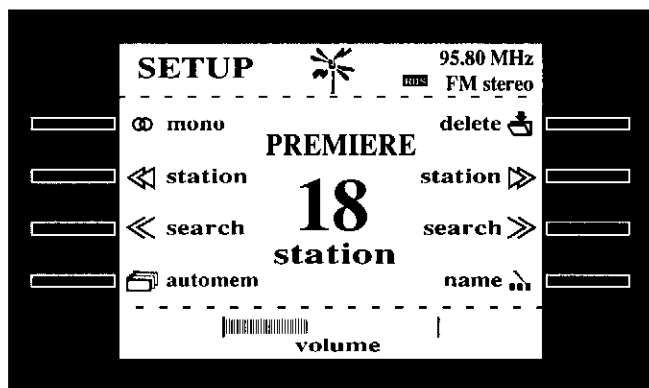 SETUP
95.80 MHz
RDS FM stereo
mono
delete
PREMIERE
station
station
18
search
search
station
automem
name
volume